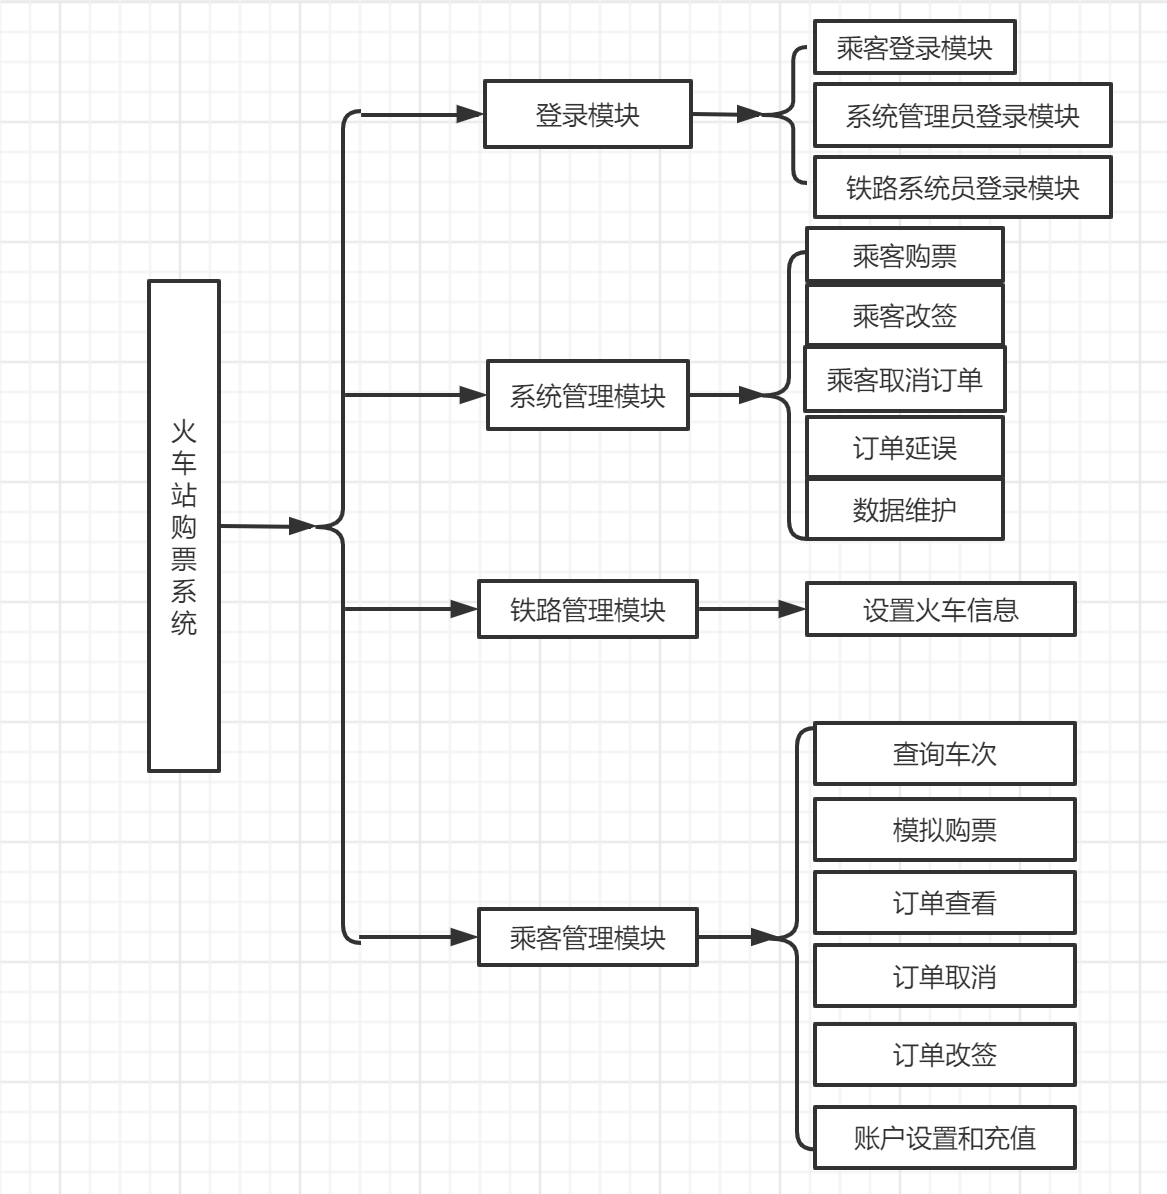 火车站购票系统
登录模块
乘客登录模块
系统管理员登录模块
铁路系统员登录模块
系统管理模块
乘客购票
乘客改签
乘客取消订单
订单延误
数据维护
铁路管理模块
设置火车信息
乘客管理模块
查询车次
模拟购票
订单查看
订单取消
订单改签
账户设置和充值